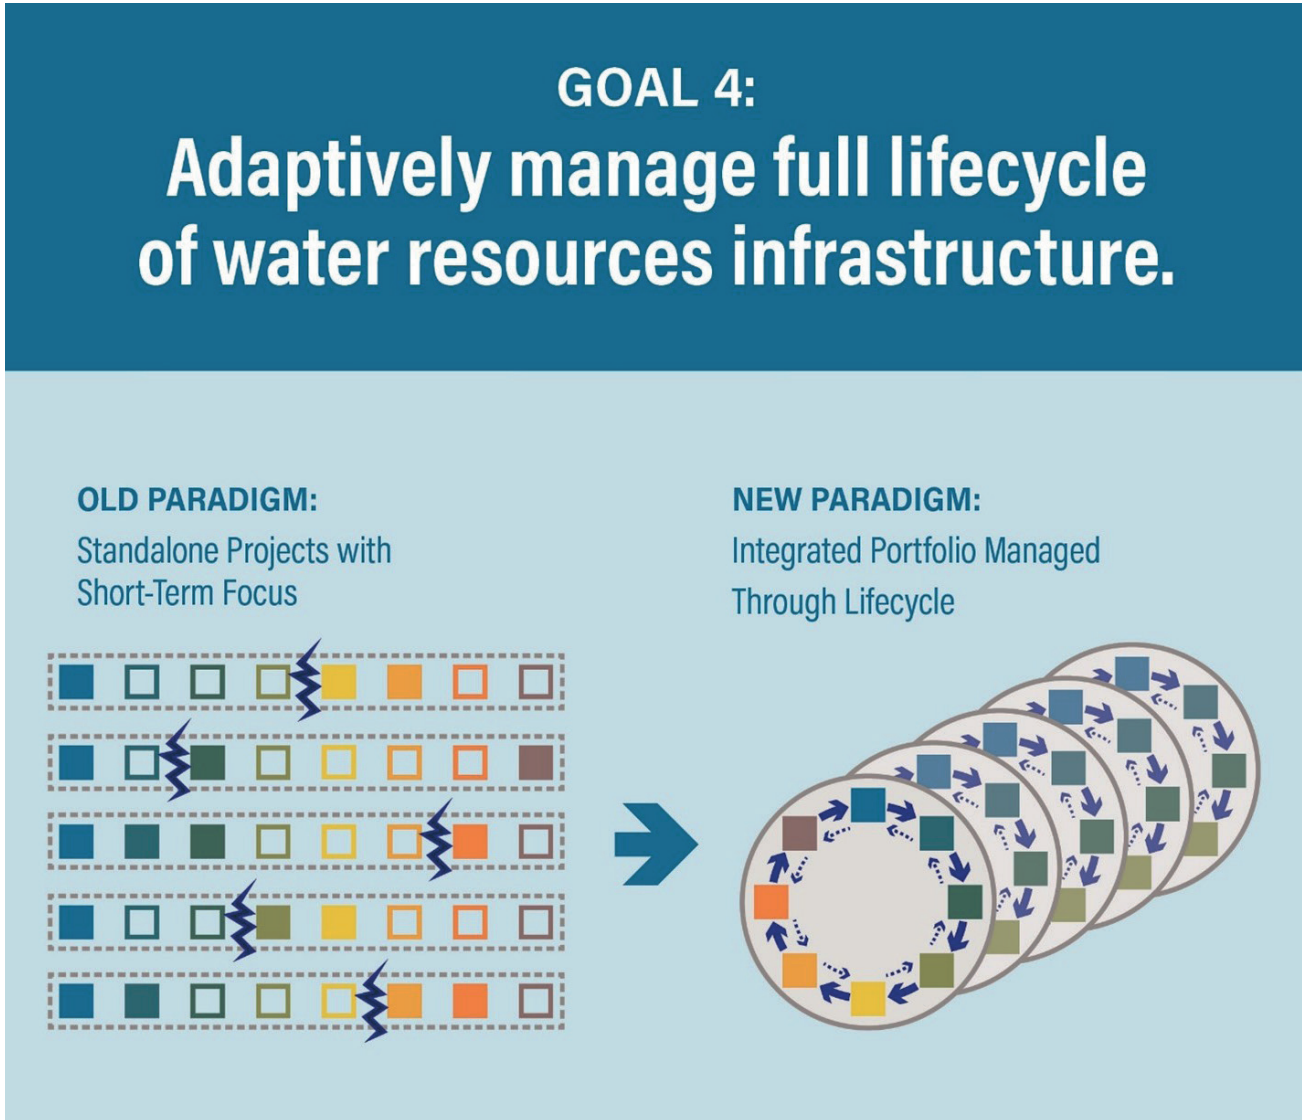 GOAL 4:
Adaptively manage full lifecycle
of water resources infrastructure.
OLD PARADIGM:
Standalone Projects with
Short-Term Focus
NEW PARADIGM:
Integrated Portfolio Managed
Through Lifecycle